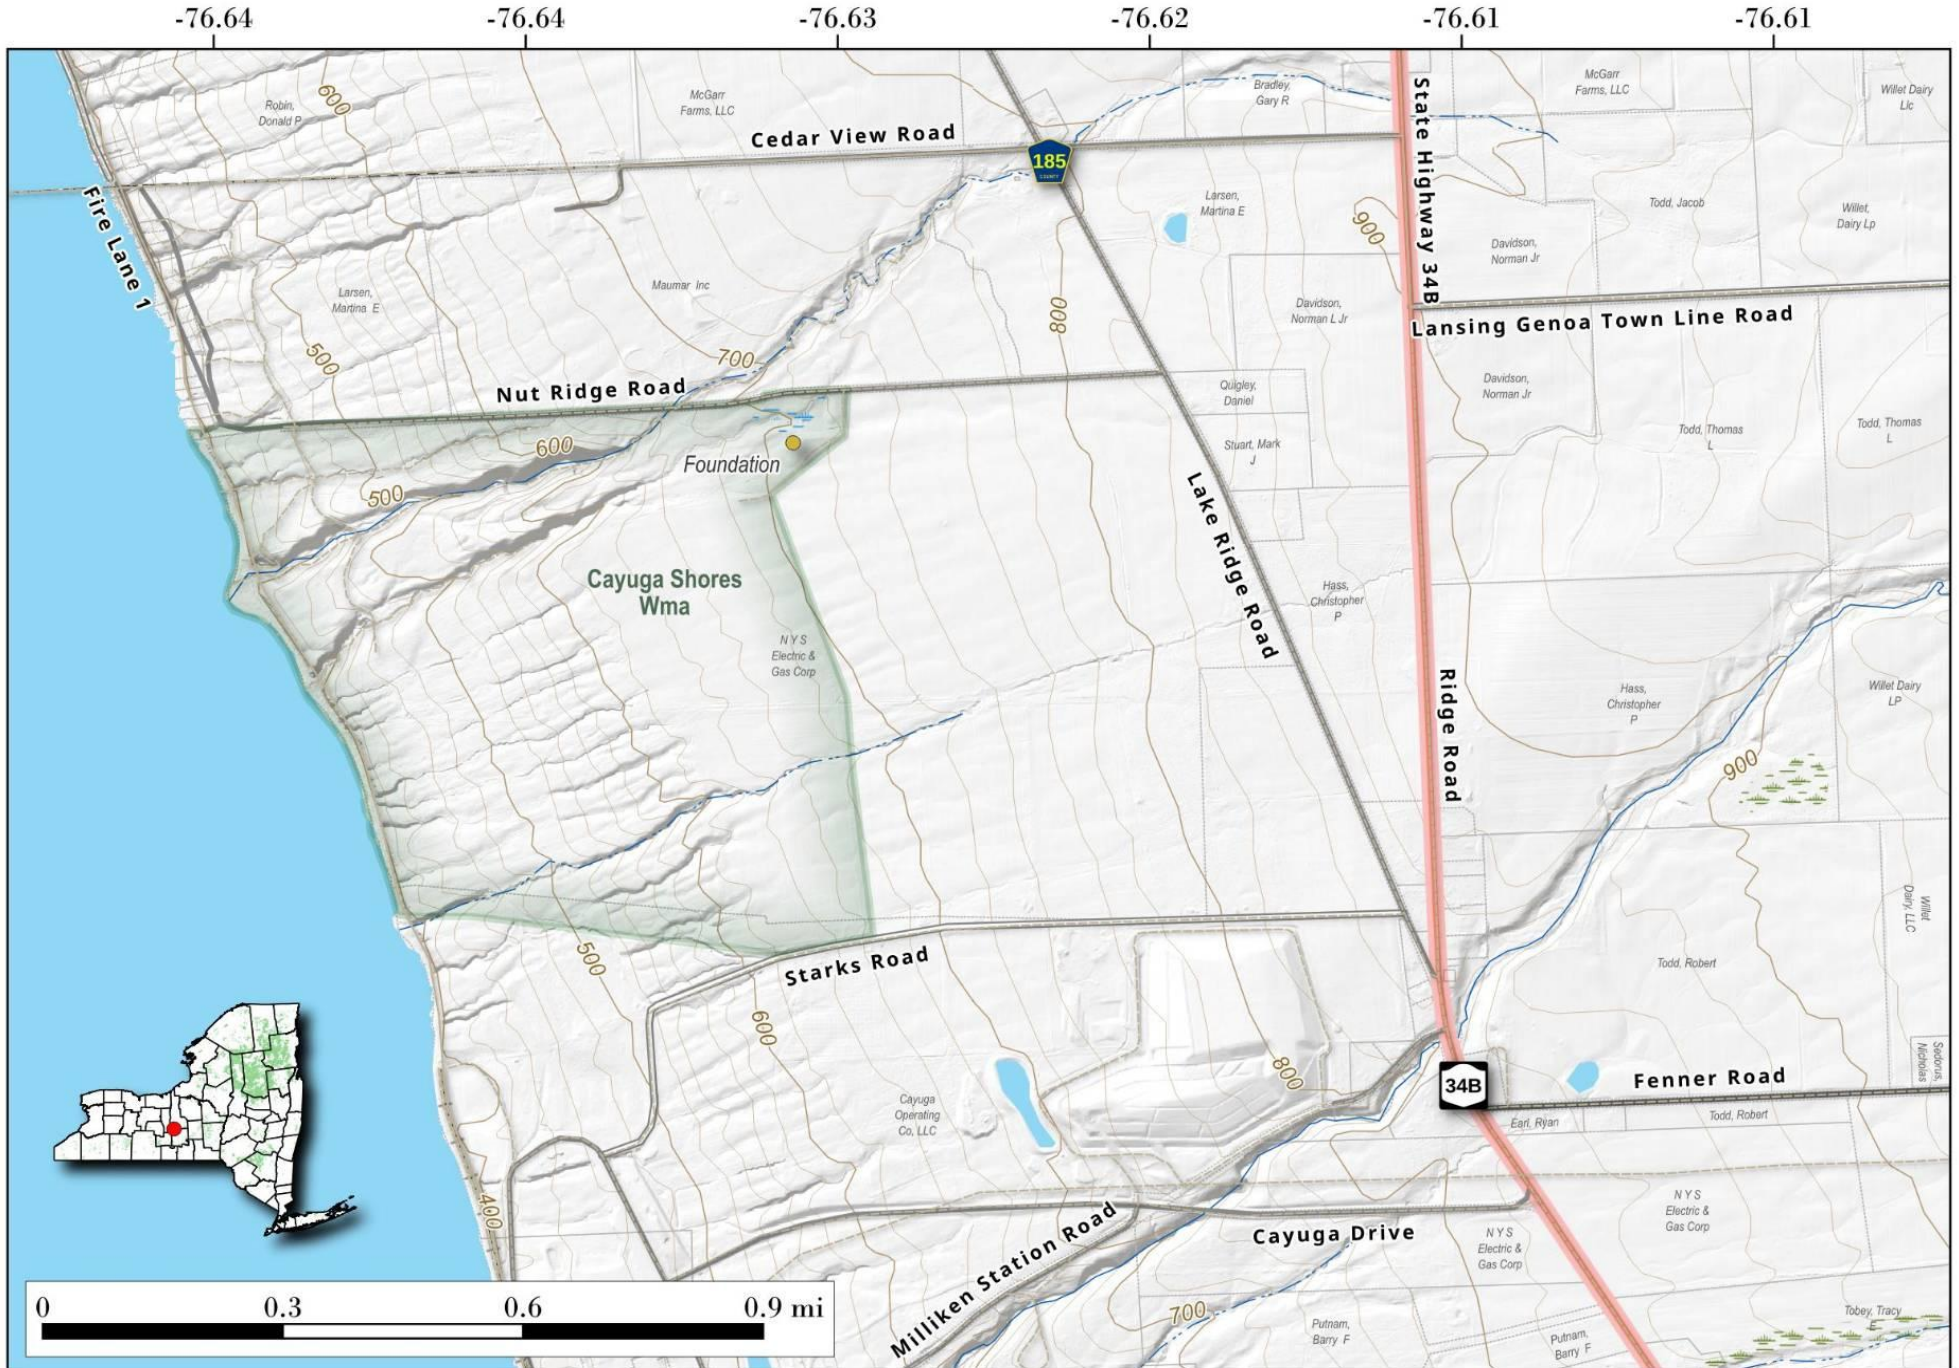 -76.64
-76.64
-76.63
-76.62
-76.61
-76.61
600
Robin,
Donald P
McGarr
Farms, LLC
Bradley,
Gary R
McGarr
Farms, LLC
Willet Dairy
Llc
State Highway 34B
Cedar View Road
185
COUNTY
Fire Lane 1
Larsen,
Martina E
900
Todd, Jacob
Willet,
Dairy Lp
Davidson,
Norman Jr
Larsen,
Martina E
Maumar Inc
800
Davidson,
Norman L Jr
Lansing Genoa Town Line Road
500
700
Nut Ridge Road
Quigley,
Daniel
Davidson,
Norman Jr
Stuart, Mark
J
Todd, Thomas
L
Todd, Thomas
L
600
Foundation
500
Lake Ridge Road
Cayuga Shores
Wma
Hass,
Christopher
P
N Y S
Electric &
Gas Corp
Ridge Road
Hass,
Christopher
P
Willet Dairy
LP
900
Willet
Dairy, LLC
500
Starks Road
Todd, Robert
600
800
Cayuga
Operating
Co, LLC
34B
Fenner Road
Sedorus,
Nicholas
Earl, Ryan
Todd, Robert
400
Milliken Station Road
Cayuga Drive
N Y S
Electric &
Gas Corp
N Y S
Electric &
Gas Corp
700
Putnam,
Barry F
Putnam,
Barry F
Tobey, Tracy
E
0
0.3
0.6
0.9 mi